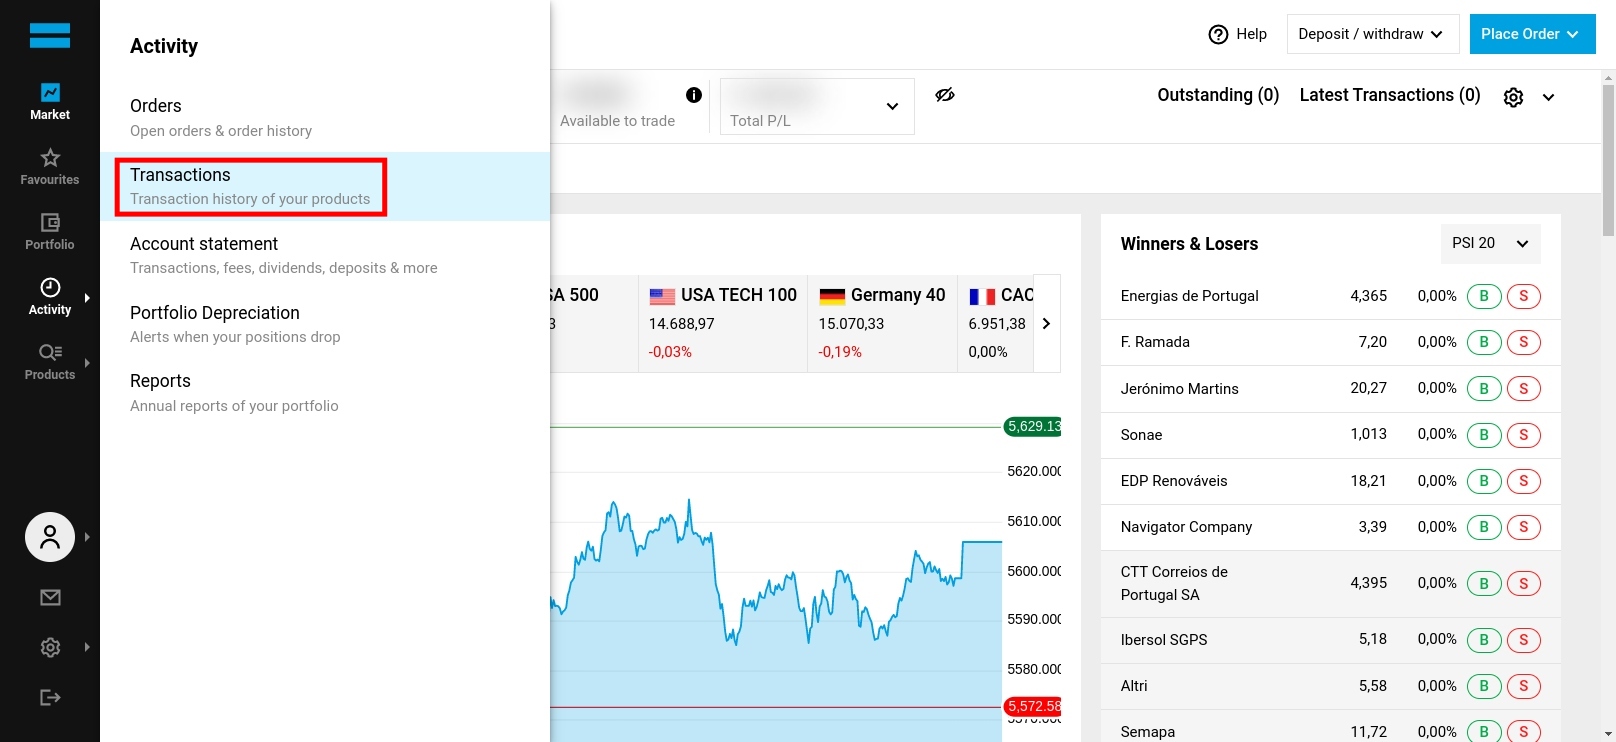 Market
Favourites
Portfolio
Activity
Products
Activity
Orders
Open orders & order history
Transactions
Transaction history of your products
Account statement
Transactions, fees, dividends, deposits & more
Portfolio Depreciation
Alerts when your positions drop
Reports
Annual reports of your portfolio
Help
Deposit / withdraw
Place Order
Available to trade
Total P/L
Outstanding (0)
Latest Transactions (0)
USA TECH 100
14.688,97
-0,03%
Germany 40
15.070,33
-0,19%
CAC
6.951,38
0,00%
5,629.13
5620.000
5610.000
5600.000
5590.000
5580.000
5,572.58
Winners & Losers
PSI 20
Energias de Portugal 4,365 0,00% B S
F. Ramada 7,20 0,00% B S
Jerónimo Martins 20,27 0,00% B S
Sonae 1,013 0,00% B S
EDP Renováveis 18,21 0,00% B S
Navigator Company 3,39 0,00% B S
CTT Correios de
Portugal SA 4,395 0,00% B S
Ibersol SGPS 5,18 0,00% B S
Altri 5,58 0,00% B S
Semapa 11,72 0,00% B S